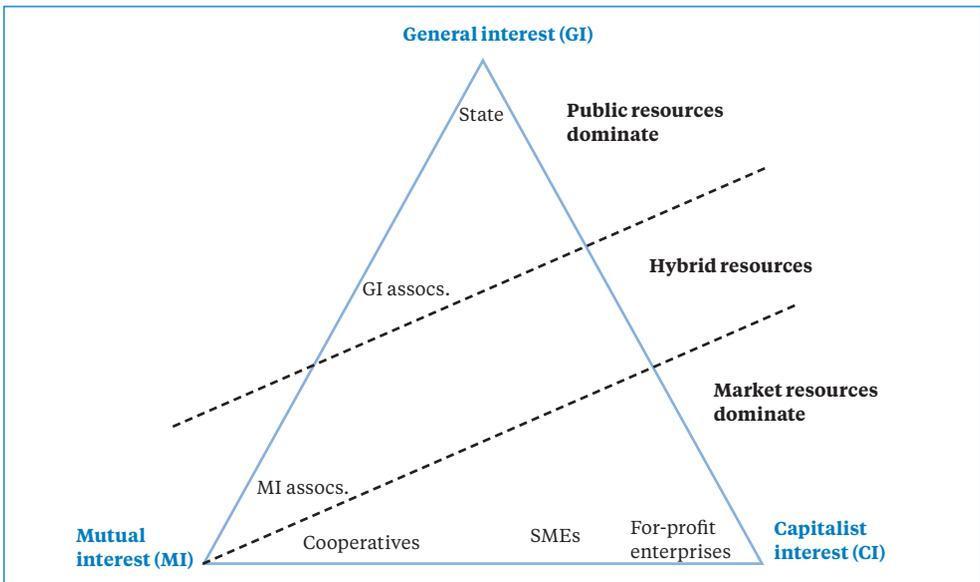 General interest (GI)
State
Public resources
dominate
Hybrid resources
GI assocs.
Market resources
dominate
MI assocs.
Mutual
interest (MI)
Cooperatives
SMEs
For-profit
enterprises
Capitalist
interest (CI)